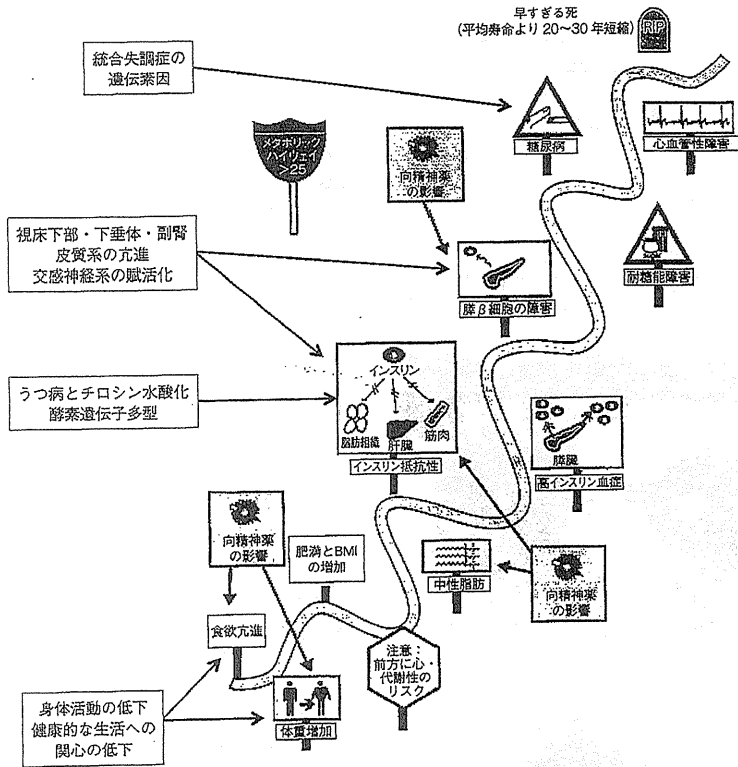 早すぎる死
(平均寿命より20〜30年短縮)
RIP
統合失調症の
遺伝素因
メタボリック
ハイウェイ
>25
向精神薬
の影響
糖尿病
心血管性障害
視床下部・下垂体・副腎
皮質系の亢進
交感神経系の賦活化
膵β細胞の障害
耐糖能障害
インスリン
脂肪組織
肝臓
筋肉
インスリン抵抗性
うつ病とチロシン水酸化
酵素遺伝子多型
膵臓
高インスリン血症
向精神薬
の影響
肥満とBMI
の増加
中性脂肪
向精神薬
の影響
食欲亢進
注意：
前方に心・
代謝性の
リスク
身体活動の低下
健康的な生活への
関心の低下
体重増加